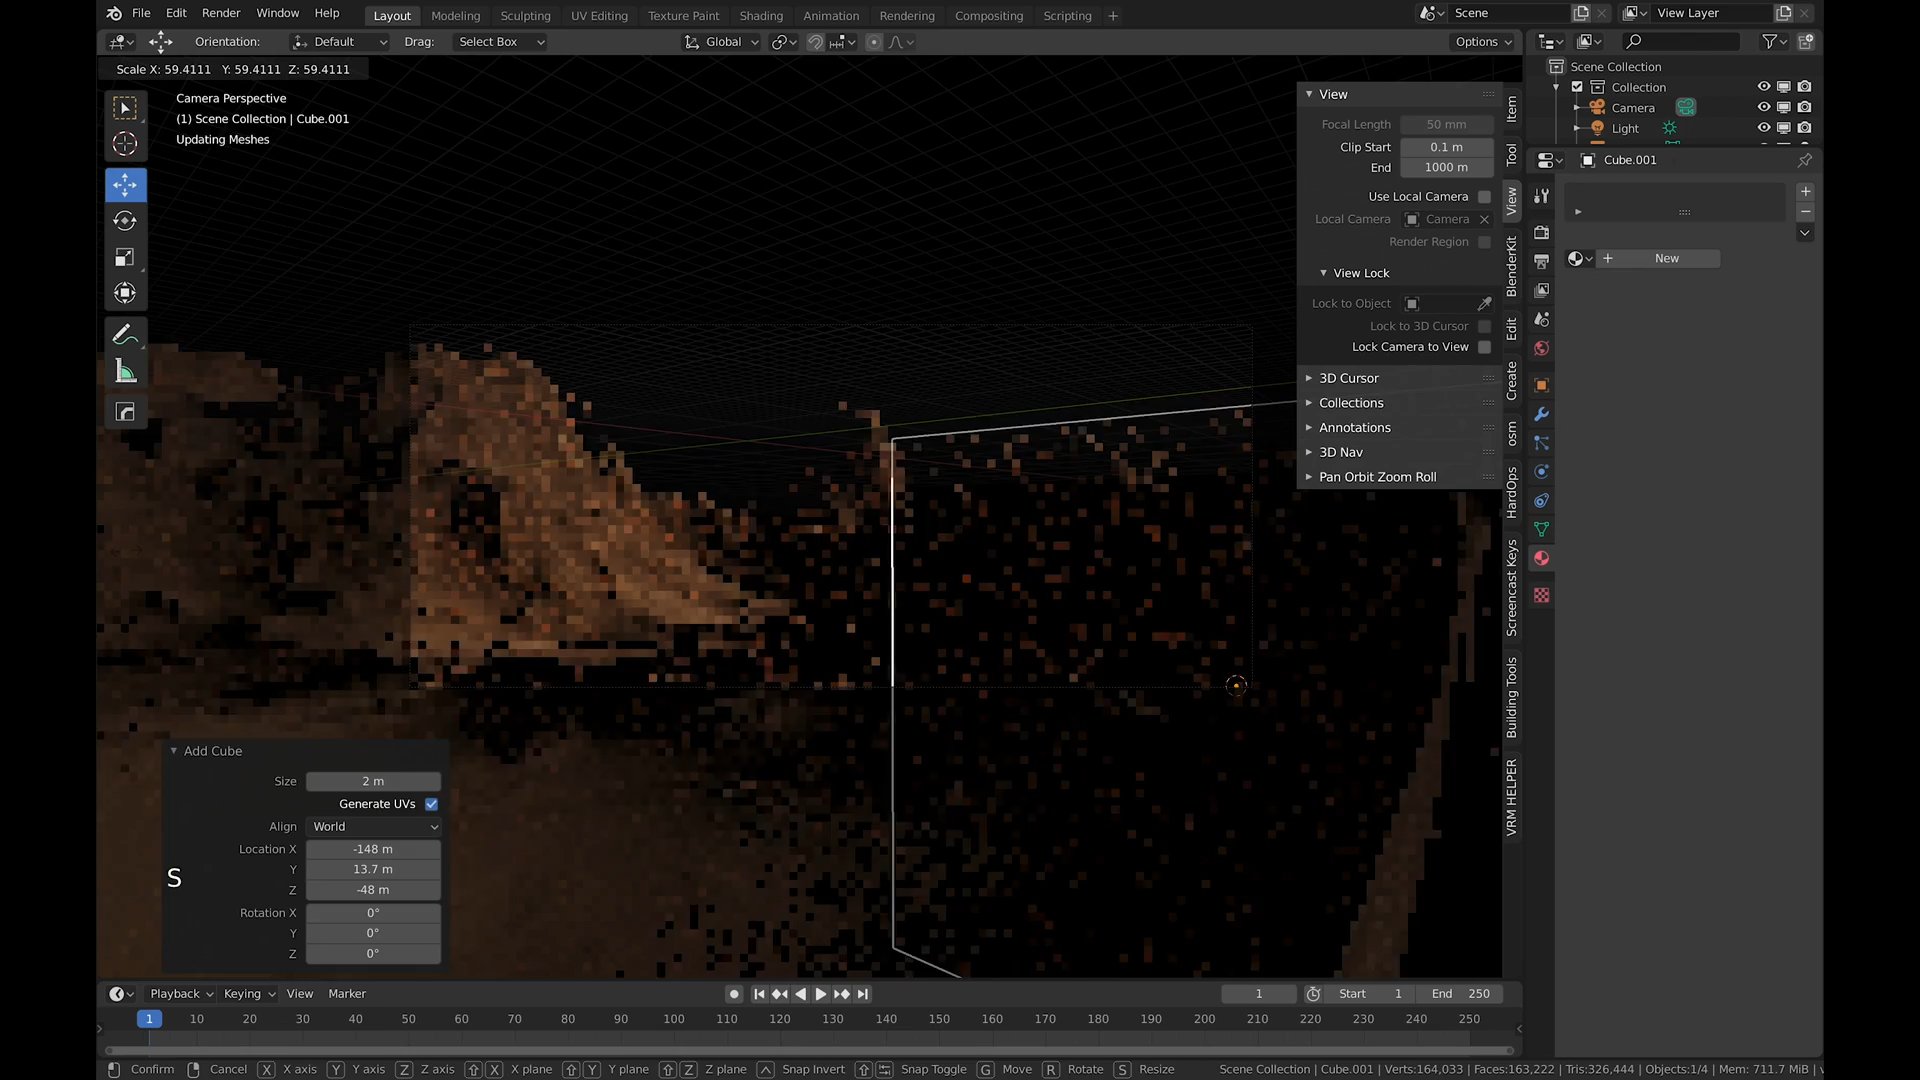 File Edit Render Window Help Layout Modeling Sculpting UV Editing Texture Paint Shading Animation Rendering Compositing Scripting + Scene View Layer
Orientation: Default Drag: Select Box Global Options
Scale X: 59.4111 Y: 59.4111 Z: 59.4111
Camera Perspective
(1) Scene Collection | Cube.001
Updating Meshes
View
Focal Length 50 mm
Clip Start 0.1 m
End 1000 m
Use Local Camera
Local Camera Camera
Render Region
View Lock
Lock to Object
Lock to 3D Cursor
Lock Camera to View
3D Cursor
Collections
Annotations
3D Nav
Pan Orbit Zoom Roll
Item
Tool
View
BlenderKit
Edit
Create
osm
HardOps
Screencast Keys
Building Tools
VRM HELPER
Scene Collection
Collection
Camera
Light
Cube.001
New
Add Cube
Size 2 m
Generate UVs
Align World
Location X -148 m
Y 13.7 m
Z -48 m
Rotation X 0°
Y 0°
Z 0°
S
Playback Keying View Marker 1 Start 1 End 250
1 10 20 30 40 50 60 70 80 90 100 110 120 130 140 150 160 170 180 190 200 210 220 230 240 250
Confirm Cancel X X axis Y Y axis Z Z axis X X plane Y Y plane Z Z plane Snap Invert Snap Toggle G Move R Rotate S Resize Scene Collection | Cube.001 | Verts:164,033 | Faces:163,222 | Tris:326,444 | Objects:1/4 | Mem: 711.7 MiB |